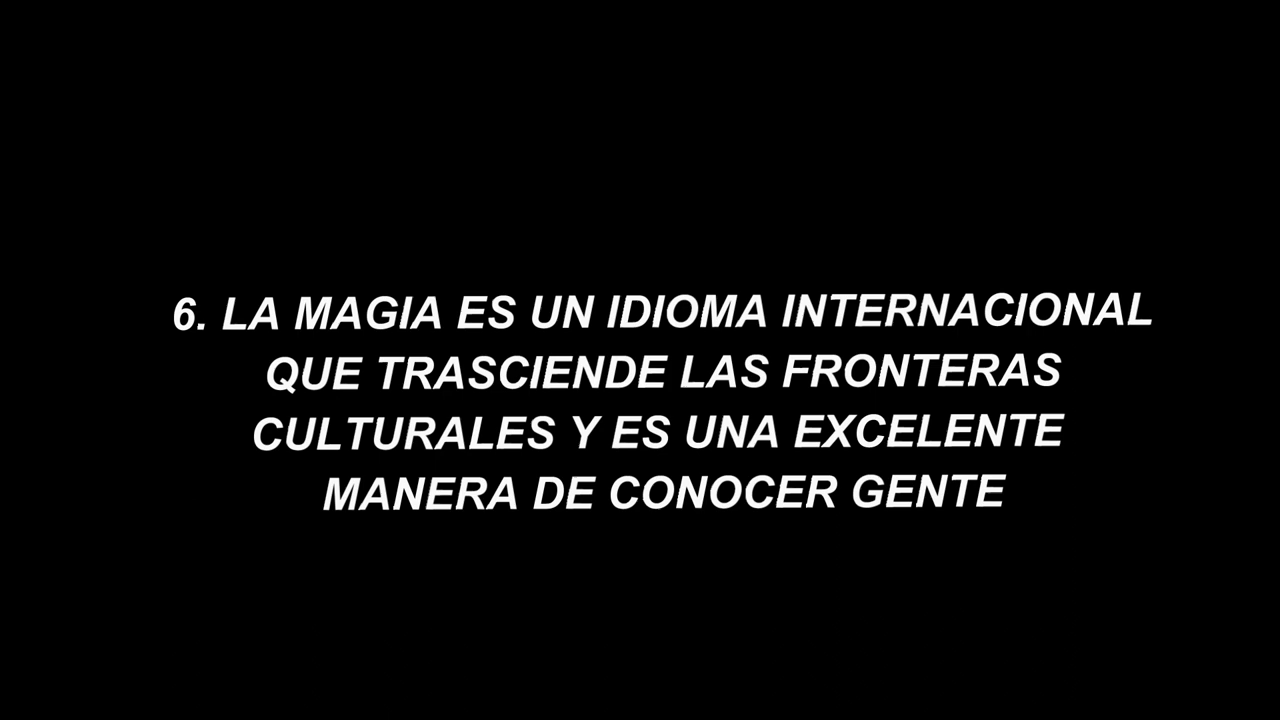 6. LA MAGIA ES UN IDIOMA INTERNACIONAL
QUE TRASCIENDE LAS FRONTERAS
CULTURALES Y ES UNA EXCELENTE
MANERA DE CONOCER GENTE